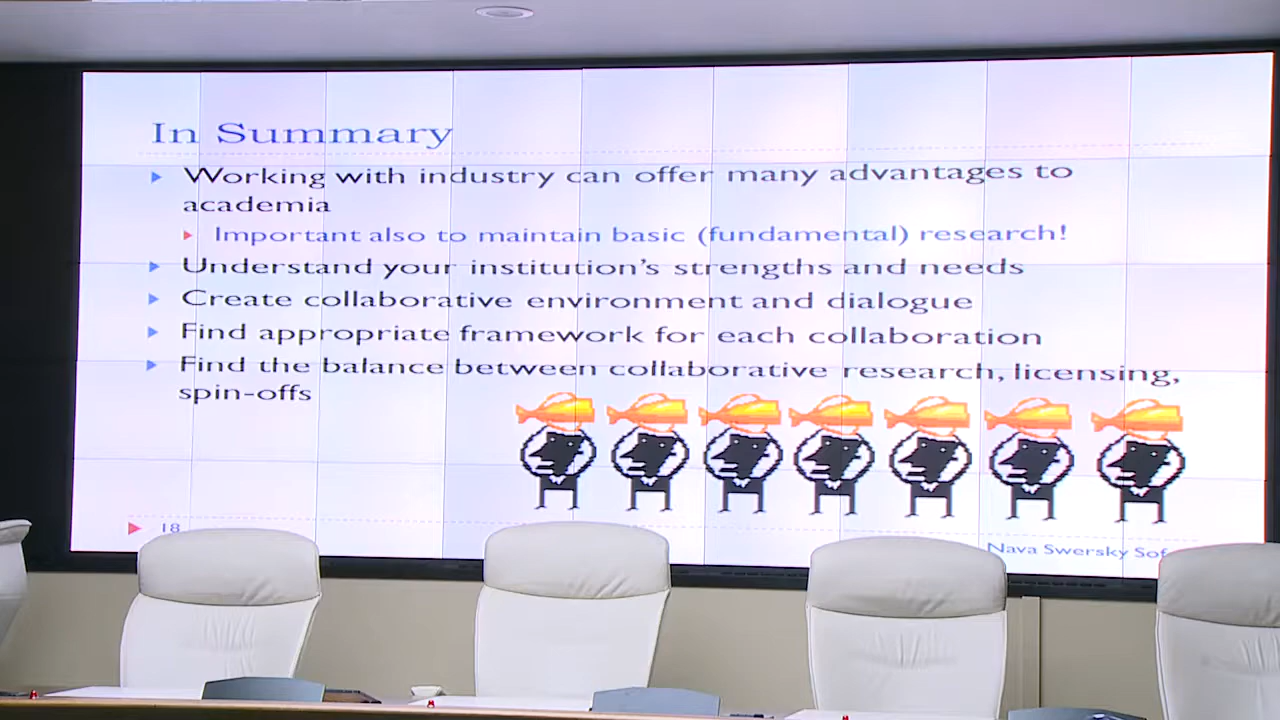 In Summary
Working with industry can offer many advantages to
academia
Important also to maintain basic (fundamental) research!
Understand your institution's strengths and needs
Create collaborative environment and dialogue
Find appropriate framework for each collaboration
Find the balance between collaborative research, licensing,
spin-offs
18
Nava Swersky